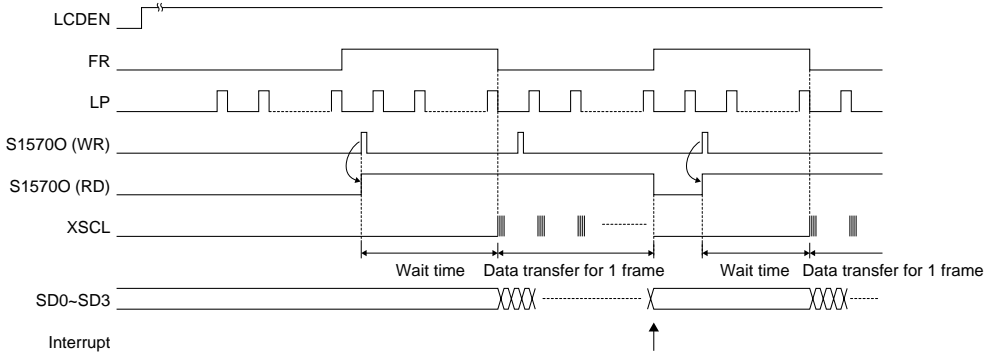 LCDEN
FR
LP
S1570O (WR)
S1570O (RD)
XSCL
Wait time Data transfer for 1 frame Wait time Data transfer for 1 frame
SD0~SD3
Interrupt